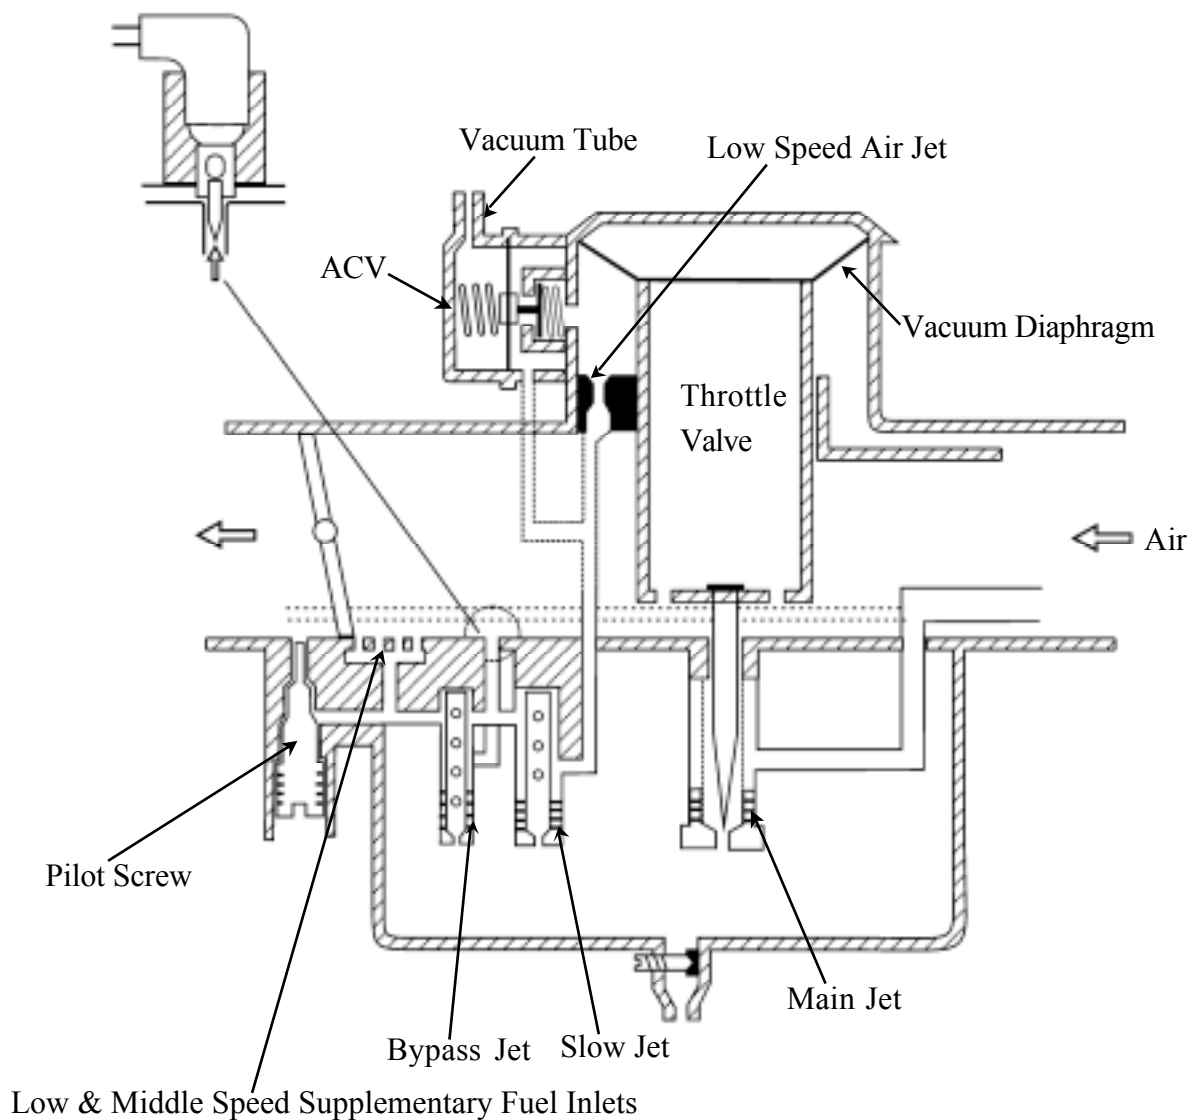 Vacuum Tube
Low Speed Air Jet
ACV
Vacuum Diaphragm
Throttle
Valve
Air
Pilot Screw
Main Jet
Bypass Jet
Slow Jet
Low & Middle Speed Supplementary Fuel Inlets